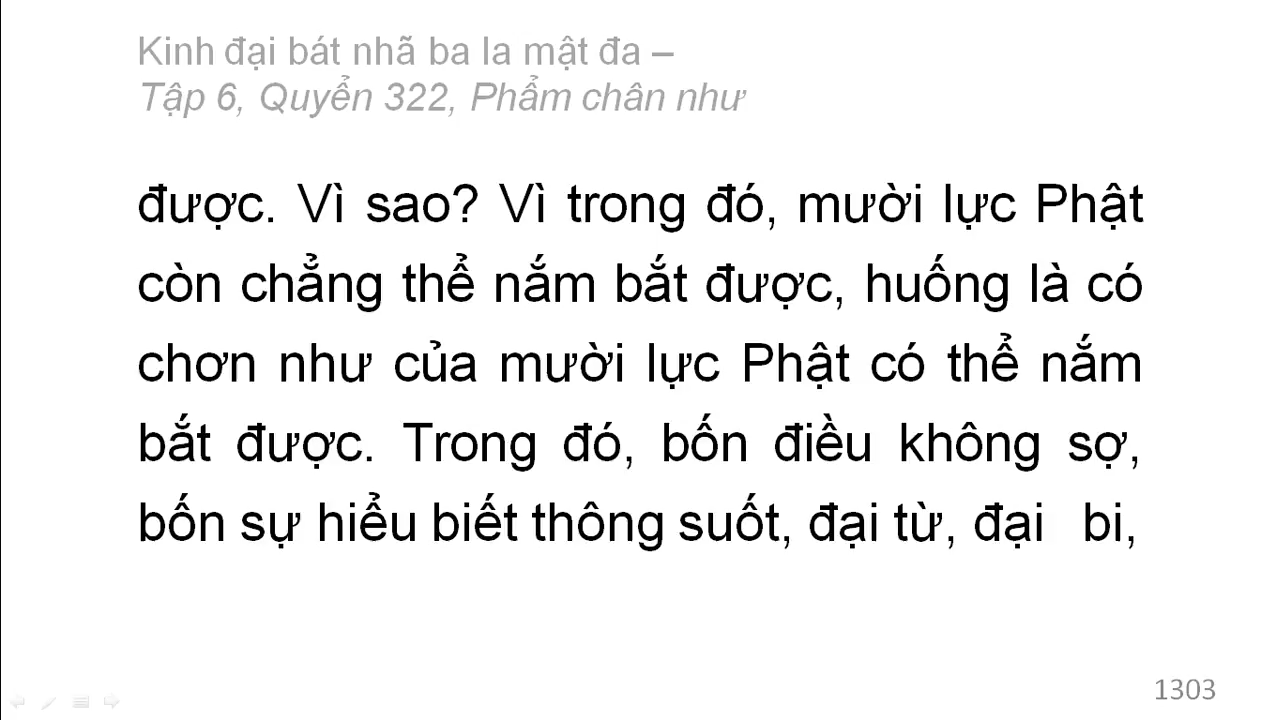 Kinh đại bát nhã ba la mật đa –
Tập 6, Quyển 322, Phẩm chân như
được. Vì sao? Vì trong đó, mười lực Phật
còn chẳng thể nắm bắt được, huống là có
chơn như của mười lực Phật có thể nắm
bắt được. Trong đó, bốn điều không sợ,
bốn sự hiểu biết thông suốt, đại từ, đại bi,
1303